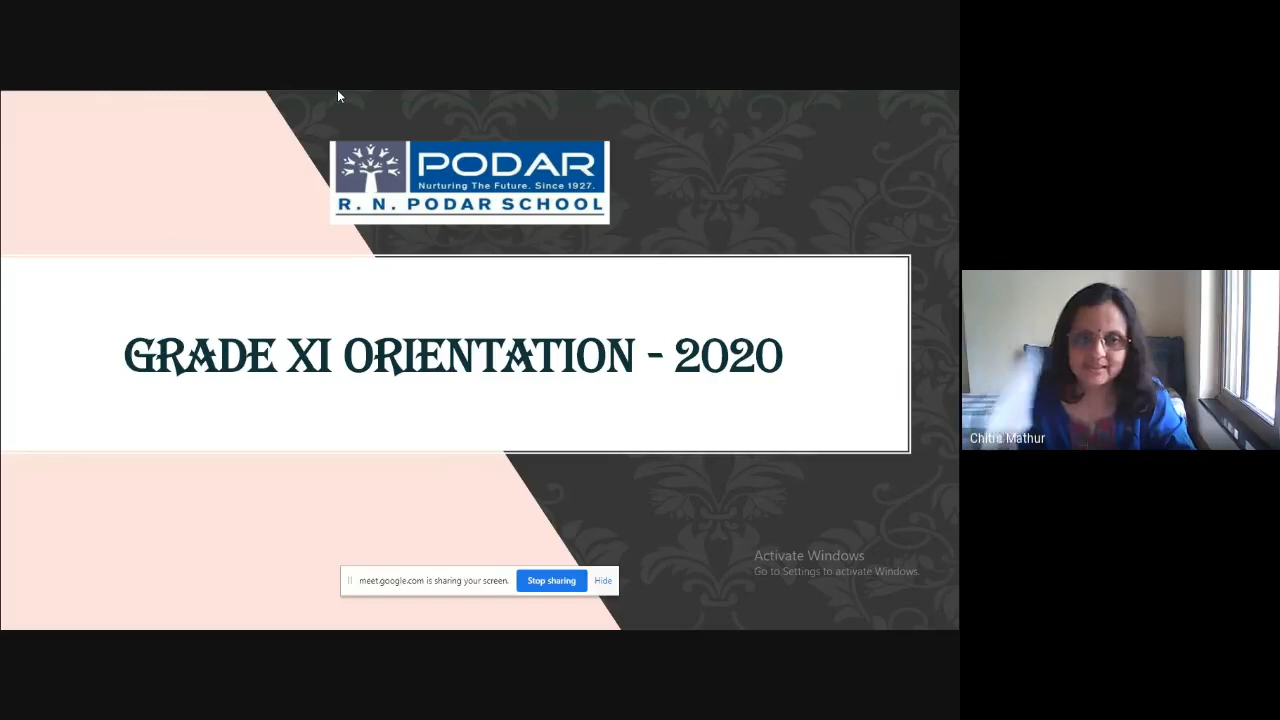 PODAR
Nurturing The Future. Since 1927.
R. N. PODAR SCHOOL
GRADE XI ORIENTATION - 2020
Chitra Mathur
Activate Windows
Go to Settings to activate Windows.
meet.google.com is sharing your screen.
Stop sharing
Hide